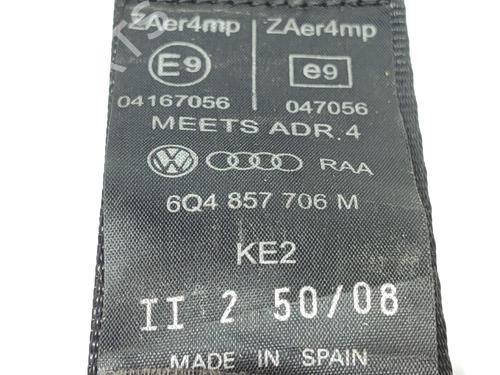 ZAer4mp ZAer4mp
E9 e9
04167056 047056
MEETS ADR.4
RAA
6Q4 857 706 M
KE2
II 2 50/08
MADE IN SPAIN